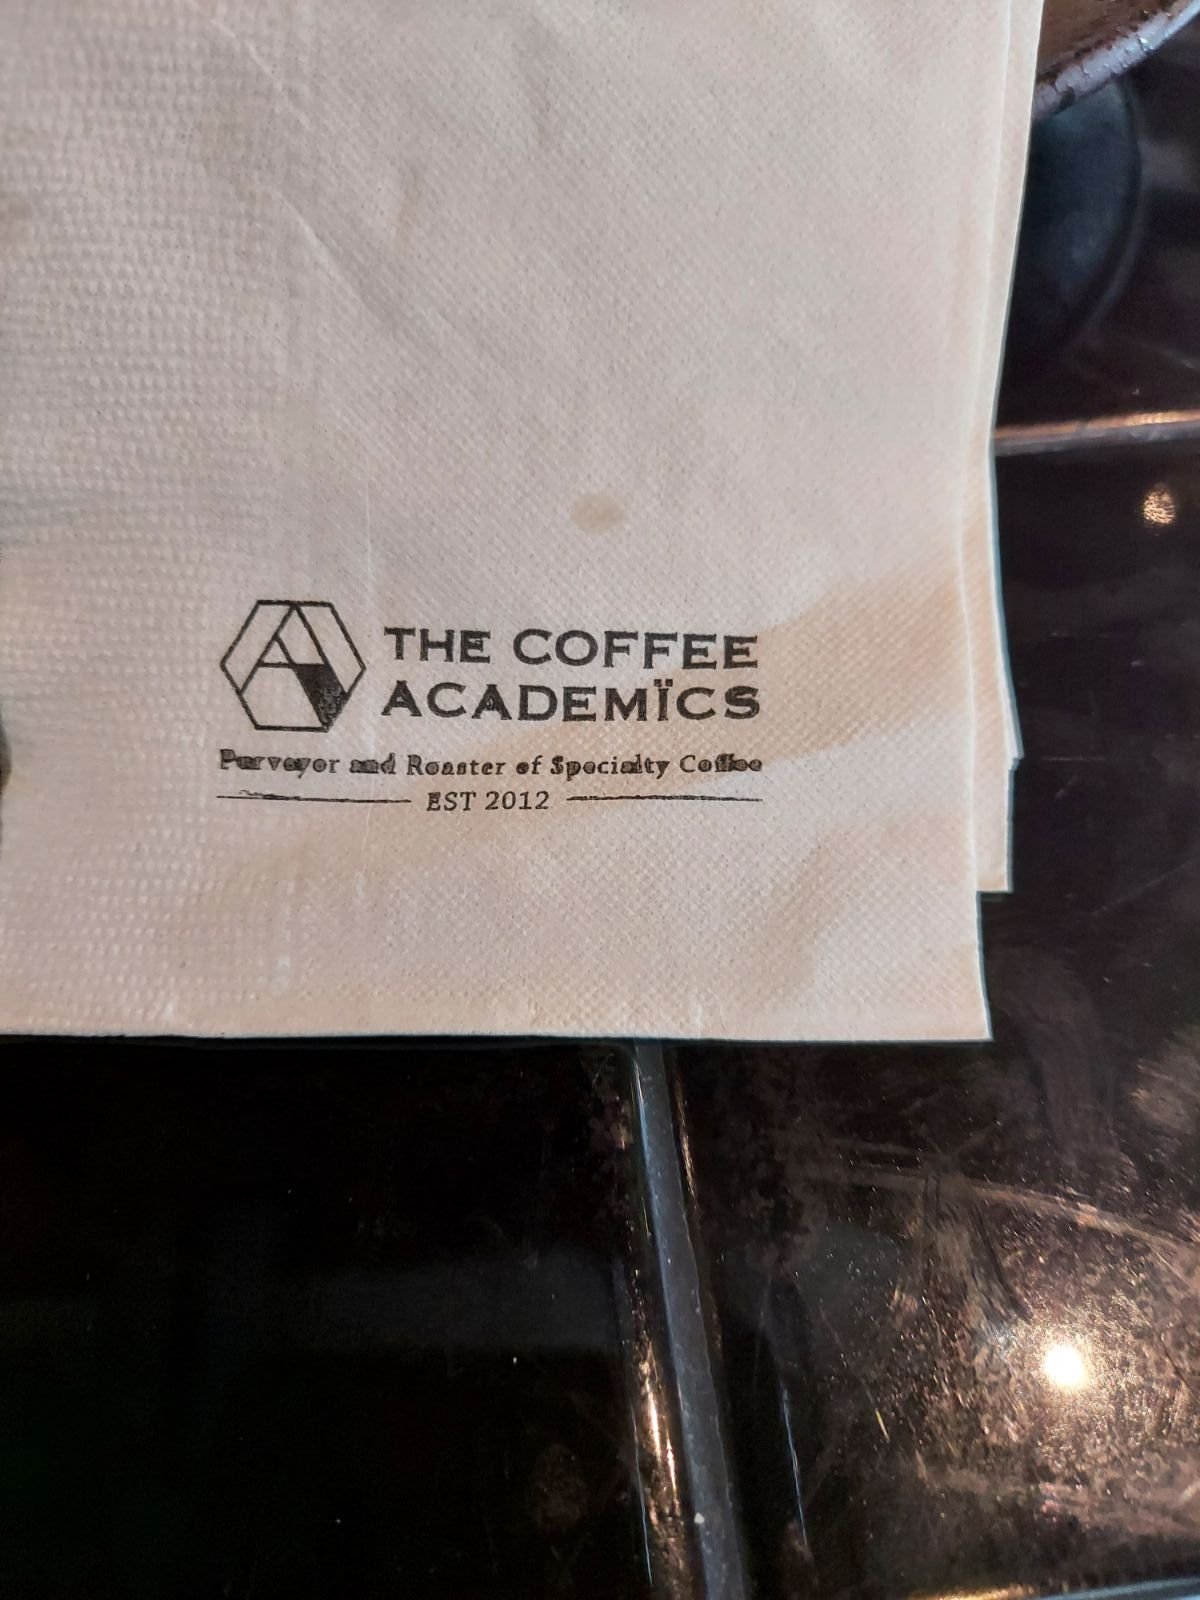 THE COFFEE
ACADEMÏCS
Purveyor and Roaster of Specialty Coffee
EST 2012